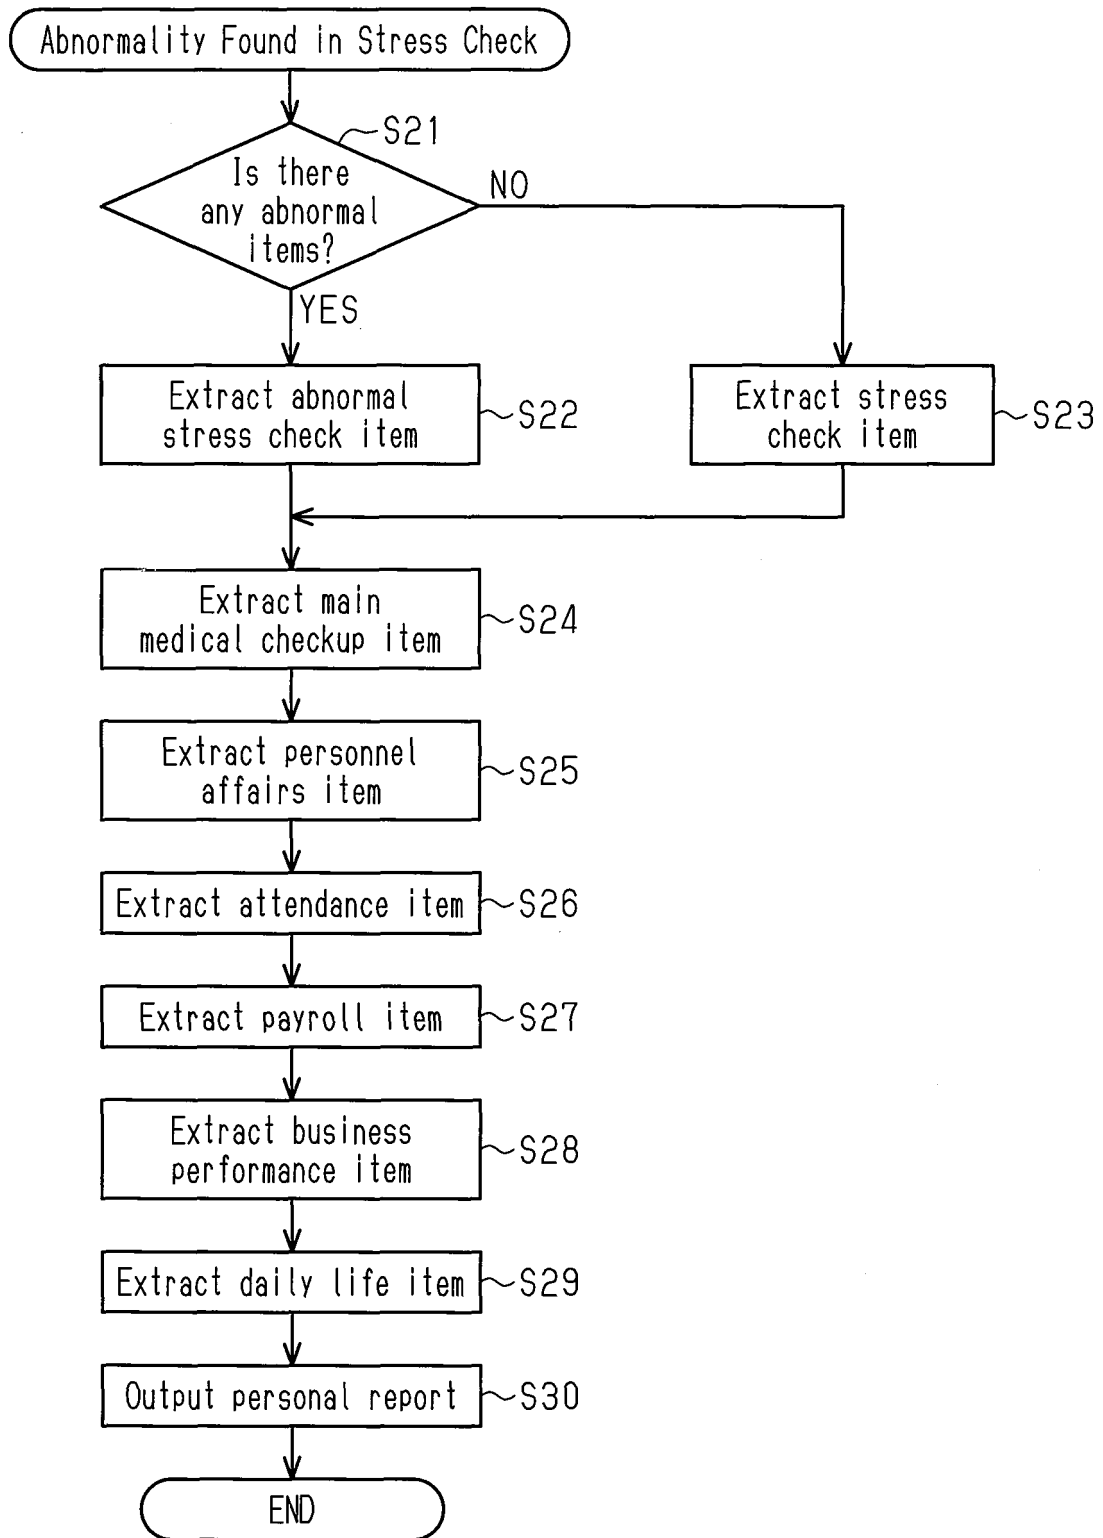 Abnormality Found in Stress Check
S21
Is there
any abnormal
items?
NO
YES
Extract abnormal
stress check item
S22
Extract stress
check item
S23
Extract main
medical checkup item
S24
Extract personnel
affairs item
S25
Extract attendance item
S26
Extract payroll item
S27
Extract business
performance item
S28
Extract daily life item
S29
Output personal report
S30
END